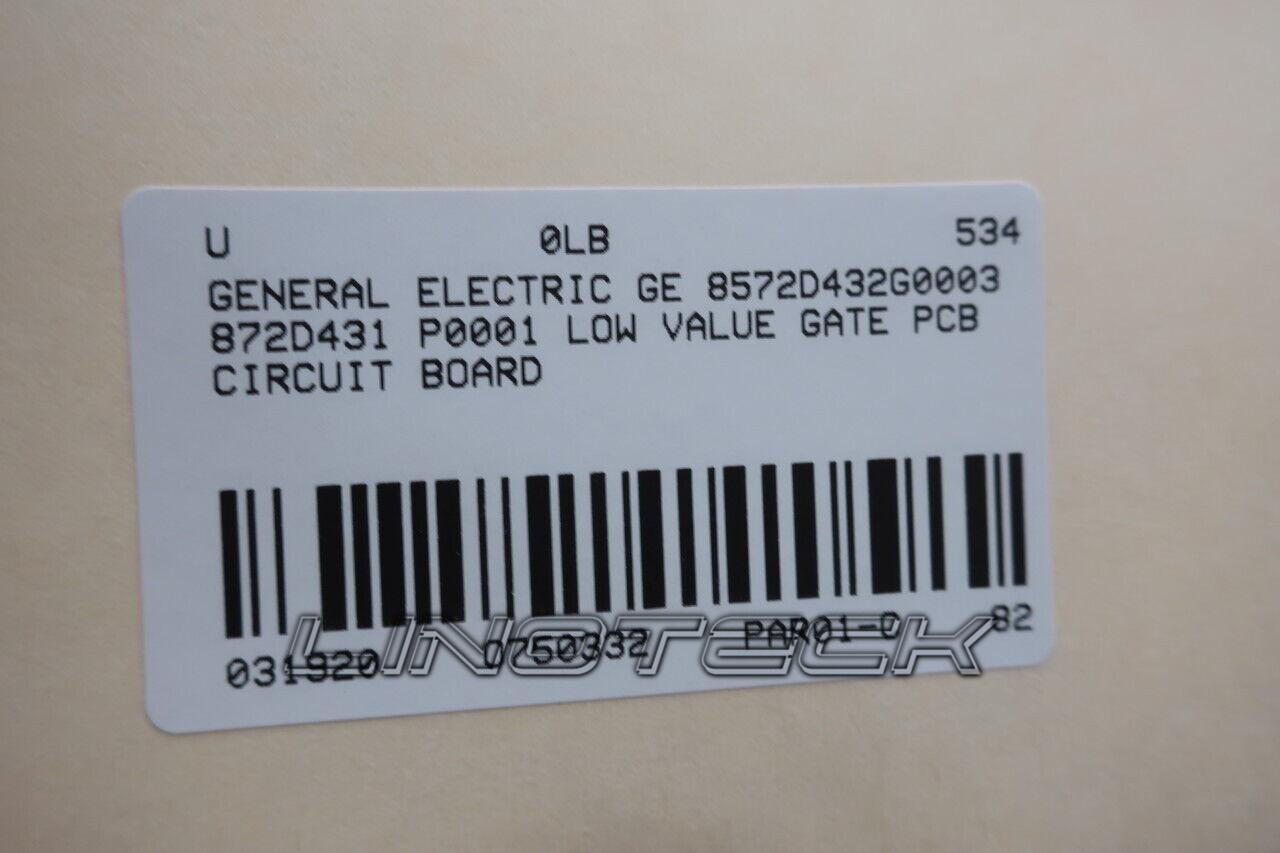 U 0LB 534
GENERAL ELECTRIC GE 8572D432G0003
872D431 P0001 LOW VALUE GATE PCB
CIRCUIT BOARD
LINOTECK
031920 0750332 PAR01-C 82